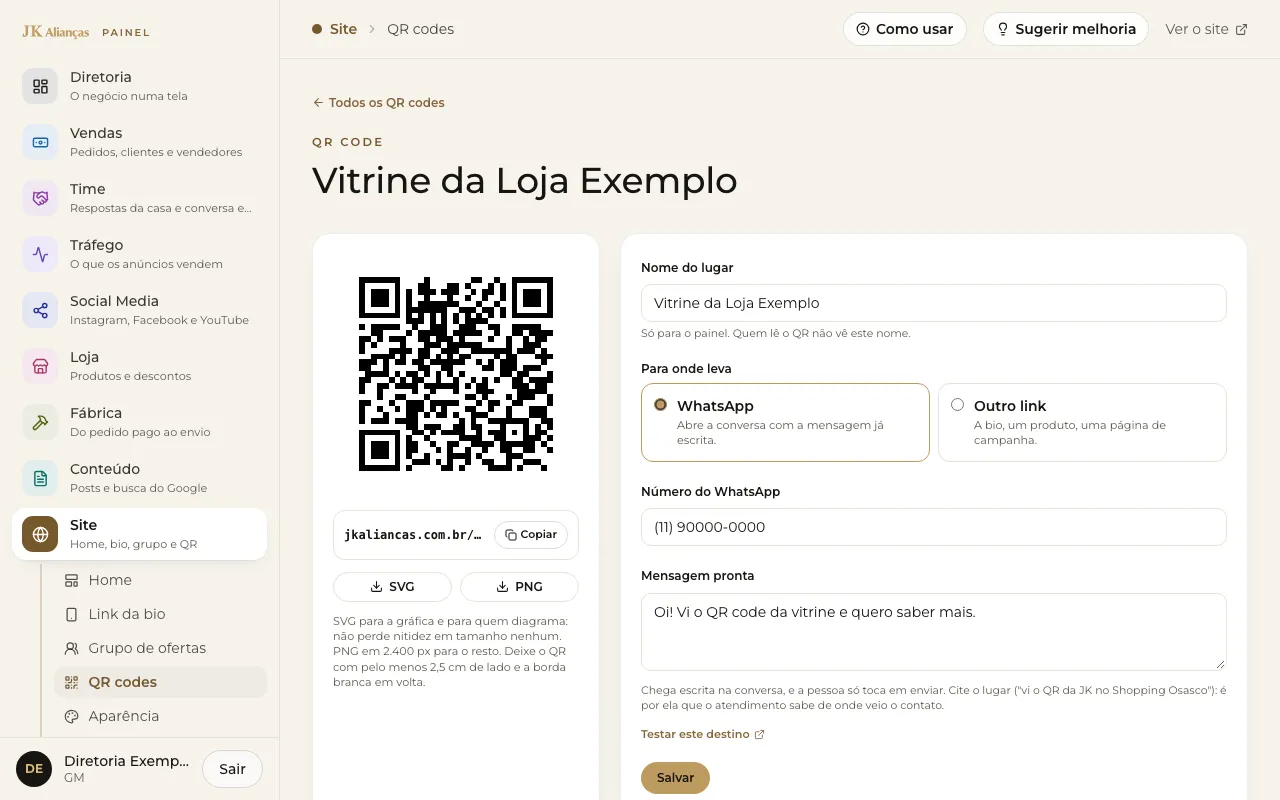 JK Alianças PAINEL
Diretoria
O negócio numa tela
Vendas
Pedidos, clientes e vendedores
Time
Respostas da casa e conversa e...
Tráfego
O que os anúncios vendem
Social Media
Instagram, Facebook e YouTube
Loja
Produtos e descontos
Fábrica
Do pedido pago ao envio
Conteúdo
Posts e busca do Google
Site
Home, bio, grupo e QR
Home
Link da bio
Grupo de ofertas
QR codes
Aparência
DE
Diretoria Exemp...
GM
Sair
Site > QR codes
Como usar
Sugerir melhoria
Ver o site
← Todos os QR codes
QR CODE
Vitrine da Loja Exemplo
jkaliancas.com.br/...
Copiar
SVG
PNG
SVG para a gráfica e para quem diagrama:
não perde nitidez em tamanho nenhum.
PNG em 2.400 px para o resto. Deixe o QR
com pelo menos 2,5 cm de lado e a borda
branca em volta.
Nome do lugar
Vitrine da Loja Exemplo
Só para o painel. Quem lê o QR não vê este nome.
Para onde leva
WhatsApp
Abre a conversa com a mensagem já
escrita.
Outro link
A bio, um produto, uma página de
campanha.
Número do WhatsApp
(11) 90000-0000
Mensagem pronta
Oi! Vi o QR code da vitrine e quero saber mais.
Chega escrita na conversa, e a pessoa só toca em enviar. Cite o lugar ("vi o QR da JK no Shopping Osasco"): é
por ela que o atendimento sabe de onde veio o contato.
Testar este destino
Salvar